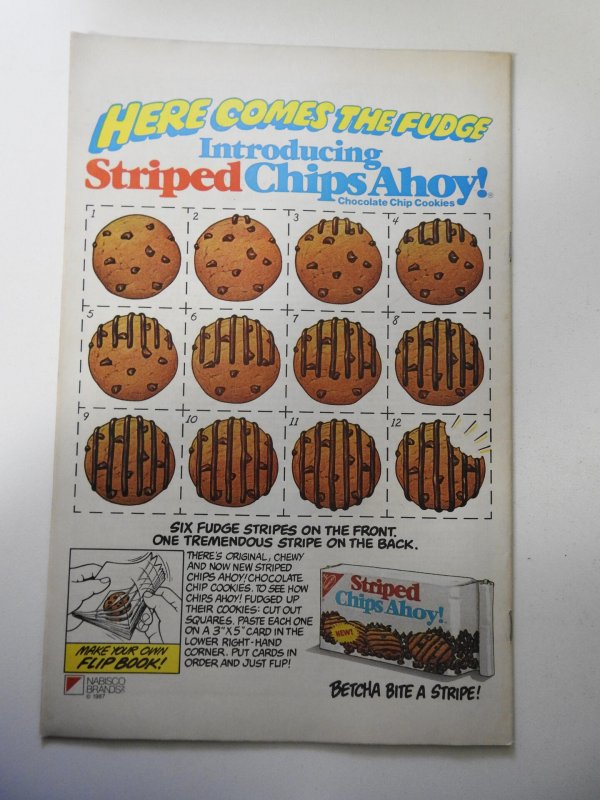 HERE COMES THE FUDGE
Introducing
Striped Chips Ahoy!®
Chocolate Chip Cookies
1 2 3 4
5 6 7 8
9 10 11 12
SIX FUDGE STRIPES ON THE FRONT.
ONE TREMENDOUS STRIPE ON THE BACK.
THERE'S ORIGINAL, CHEWY
AND NOW NEW STRIPED
CHIPS AHOY! CHOCOLATE
CHIP COOKIES. TO SEE HOW
CHIPS AHOY! FUDGED UP
THEIR COOKIES: CUT OUT
SQUARES. PASTE EACH ONE
ON A 3" X 5" CARD IN THE
LOWER RIGHT-HAND
CORNER. PUT CARDS IN
ORDER AND JUST FLIP!
MAKE YOUR OWN
FLIP BOOK!
NABISCO
BRANDS
© 1987
Striped
Chips Ahoy!
NEW!
BETCHA BITE A STRIPE!